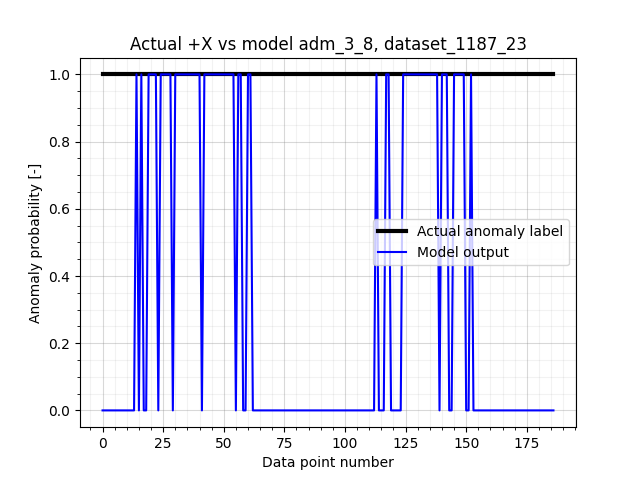 Actual +X vs model adm_3_8, dataset_1187_23
Anomaly probability [-]
1.0
0.8
0.6
0.4
0.2
0.0
Actual anomaly label
Model output
0 25 50 75 100 125 150 175
Data point number